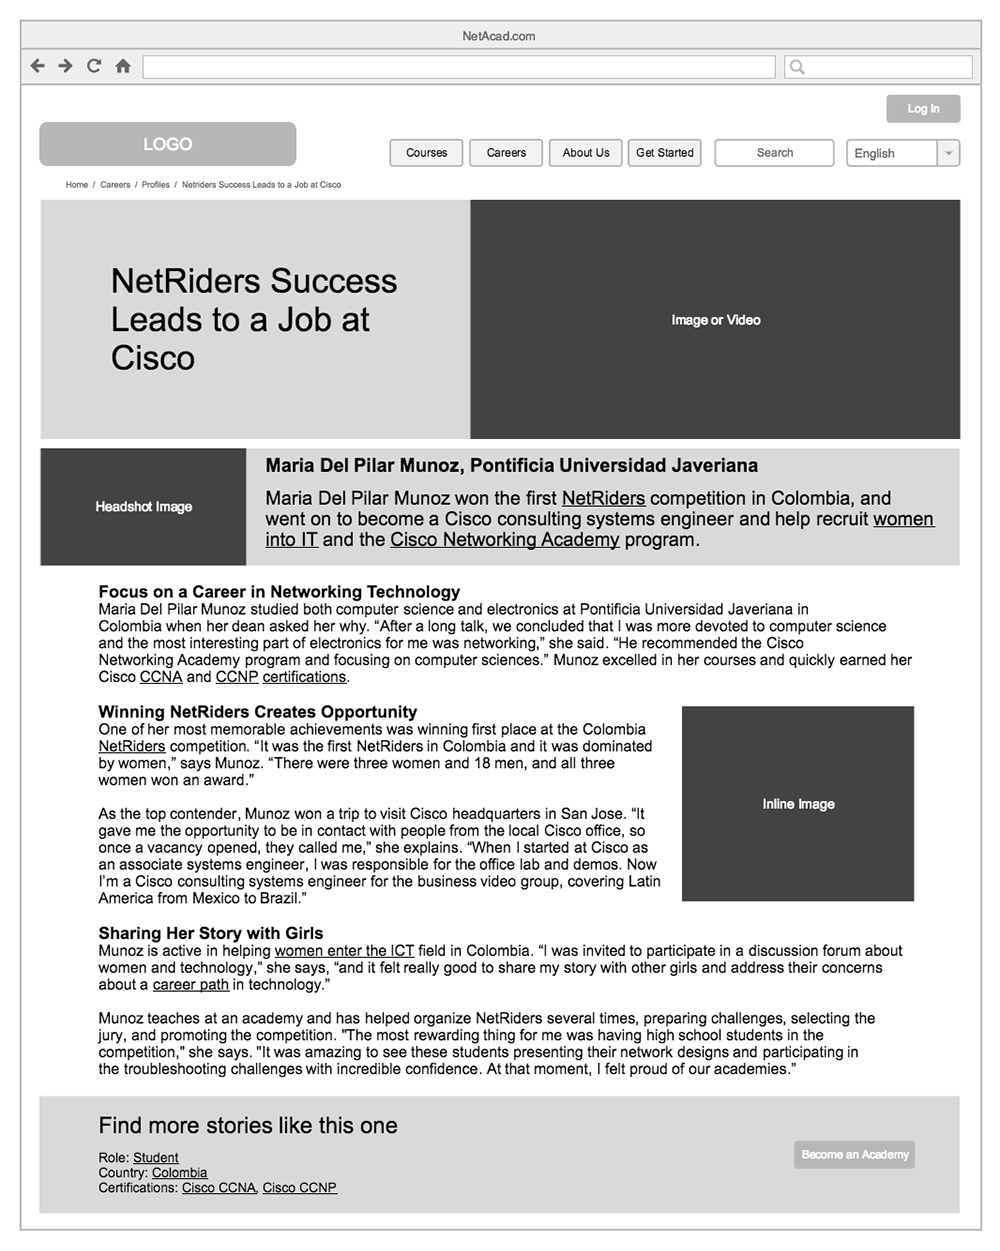 NetAcad.com
Log In
LOGO
Courses
Careers
About Us
Get Started
Search
English
Home / Careers / Profiles / Netriders Success Leads to a Job at Cisco
NetRiders Success
Leads to a Job at
Cisco
Image or Video
Headshot Image
Maria Del Pilar Munoz, Pontificia Universidad Javeriana
Maria Del Pilar Munoz won the first NetRiders competition in Colombia, and
went on to become a Cisco consulting systems engineer and help recruit women
into IT and the Cisco Networking Academy program.
Focus on a Career in Networking Technology
Maria Del Pilar Munoz studied both computer science and electronics at Pontificia Universidad Javeriana in
Colombia when her dean asked her why. “After a long talk, we concluded that I was more devoted to computer science
and the most interesting part of electronics for me was networking,” she said. “He recommended the Cisco
Networking Academy program and focusing on computer sciences.” Munoz excelled in her courses and quickly earned her
Cisco CCNA and CCNP certifications.
Winning NetRiders Creates Opportunity
One of her most memorable achievements was winning first place at the Colombia
NetRiders competition. “It was the first NetRiders in Colombia and it was dominated
by women,” says Munoz. “There were three women and 18 men, and all three
women won an award.”
As the top contender, Munoz won a trip to visit Cisco headquarters in San Jose. “It
gave me the opportunity to be in contact with people from the local Cisco office, so
once a vacancy opened, they called me,” she explains. “When I started at Cisco as
an associate systems engineer, I was responsible for the office lab and demos. Now
I’m a Cisco consulting systems engineer for the business video group, covering Latin
America from Mexico to Brazil.”
Inline Image
Sharing Her Story with Girls
Munoz is active in helping women enter the ICT field in Colombia. “I was invited to participate in a discussion forum about
women and technology,” she says, “and it felt really good to share my story with other girls and address their concerns
about a career path in technology.”
Munoz teaches at an academy and has helped organize NetRiders several times, preparing challenges, selecting the
jury, and promoting the competition. "The most rewarding thing for me was having high school students in the
competition," she says. "It was amazing to see these students presenting their network designs and participating in
the troubleshooting challenges with incredible confidence. At that moment, I felt proud of our academies.”
Find more stories like this one
Role: Student
Country: Colombia
Certifications: Cisco CCNA, Cisco CCNP
Become an Academy